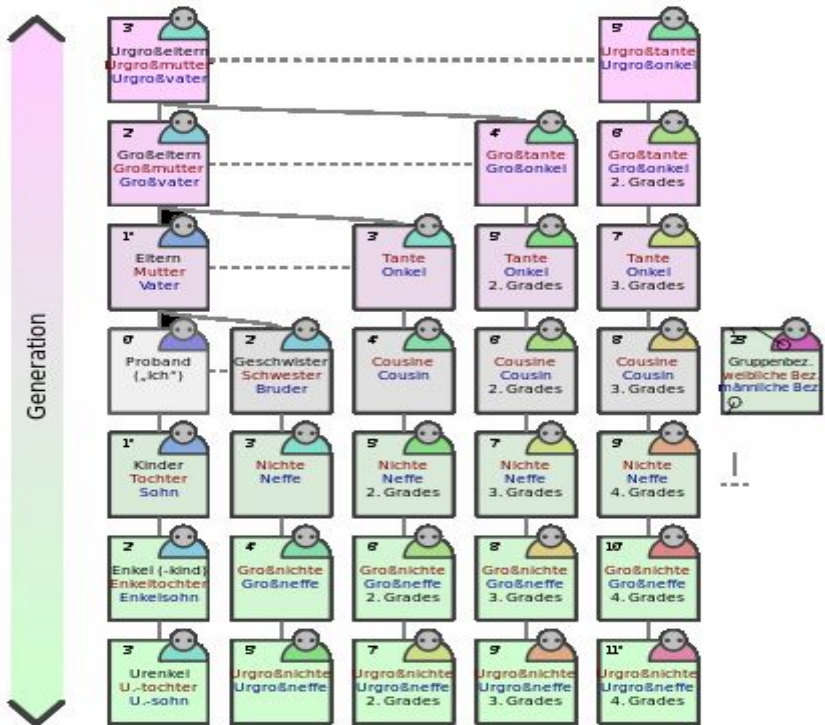 Generation
3°
Urgroßeltern
Urgroßmutter
Urgroßvater
5°
Urgroßtante
Urgroßonkel
2°
Großeltern
Großmutter
Großvater
4°
Großtante
Großonkel
6°
Großtante
Großonkel
2. Grades
1°
Eltern
Mutter
Vater
3°
Tante
Onkel
5°
Tante
Onkel
2. Grades
7°
Tante
Onkel
3. Grades
0°
Proband
(„Ich“)
2°
Geschwister
Schwester
Bruder
4°
Cousine
Cousin
6°
Cousine
Cousin
2. Grades
8°
Cousine
Cousin
3. Grades
Gruppenbez.
weibliche Bez.
männliche Bez.
1°
Kinder
Tochter
Sohn
3°
Nichte
Neffe
5°
Nichte
Neffe
2. Grades
7°
Nichte
Neffe
3. Grades
9°
Nichte
Neffe
4. Grades
2°
Enkel (-kind)
Enkeltochter
Enkelsohn
4°
Großnichte
Großneffe
6°
Großnichte
Großneffe
2. Grades
8°
Großnichte
Großneffe
3. Grades
10°
Großnichte
Großneffe
4. Grades
3°
Urenkel
U.-tochter
U.-sohn
5°
Urgroßnichte
Urgroßneffe
7°
Urgroßnichte
Urgroßneffe
2. Grades
9°
Urgroßnichte
Urgroßneffe
3. Grades
11°
Urgroßnichte
Urgroßneffe
4. Grades